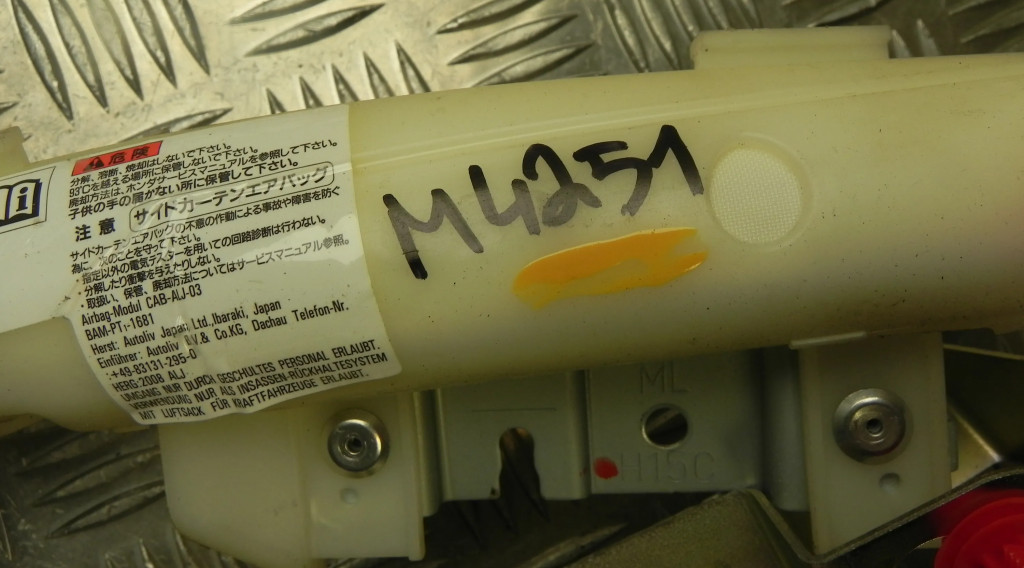 危険
分解、溶断、焼却はしないで下さい。
93℃を越える場所に保管しないで下さい。
廃却方法は、ホンダサービスマニュアルを参照して下さい。
子供の手の届かない所に保管して下さい。
注意 サイドカーテンエアバッグ
サイドカーテンエアバッグの不意の作動による事故や障害を防ぐ
為に、次のことを守って下さい。
・指定以外の電気テスターを用いての回路診断は行わない。
・分解したり衝撃を与えたりしない。
・取扱い、保管、廃却方法についてはサービスマニュアル参照。
Airbag-Modul CAB-ALJ-03
BAM-PT1-1681
Herst: Autoliv Japan Ltd.,Ibaraki, Japan
Einführer: Autoliv & Co.KG, Dachau Telefon-Nr.
:+49-83131-295-0
HERG:2008 ALJ
UMGANG NUR DURCH GESCHULTES PERSONAL ERLAUBT.
VERWENDUNG NUR ALS INSASSEN-RÜCKHALTESYSTEM
MIT LUFTSACK FÜR KRAFTFAHRZEUGE ERLAUBT.
M4251
ML
H15C